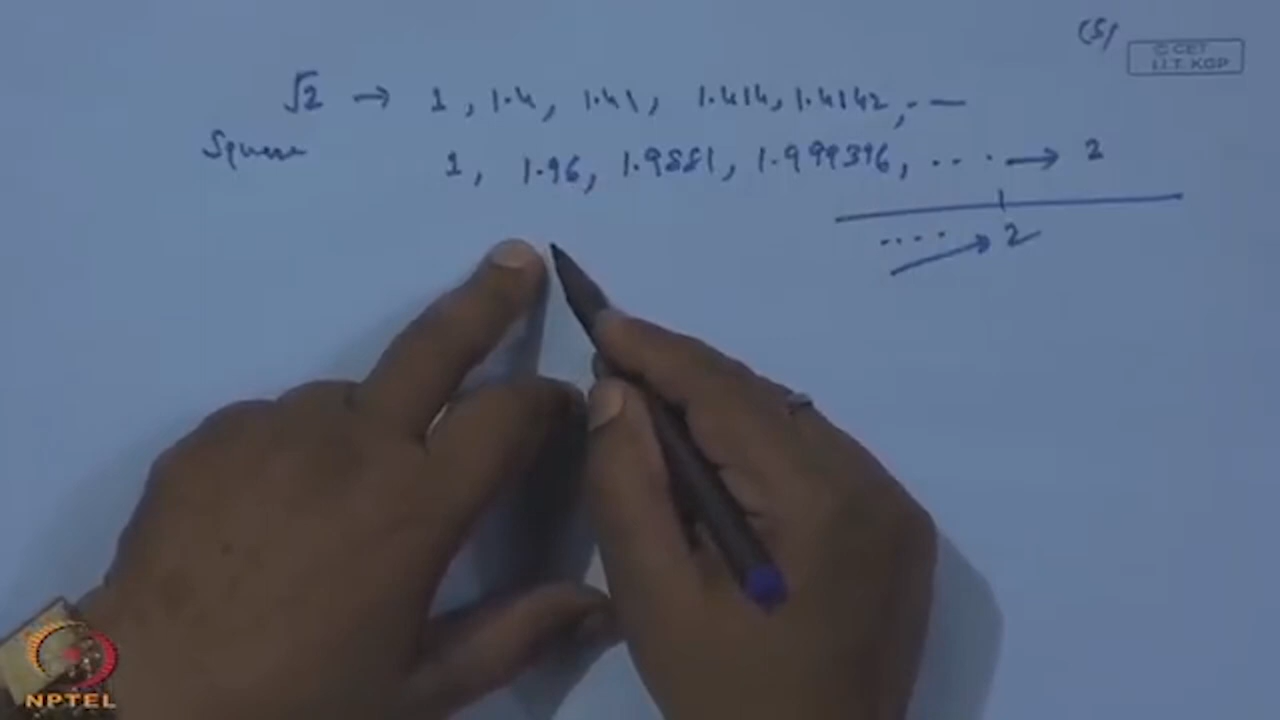 (5)
© CET
I.I.T. KGP
√2 → 1, 1.4, 1.41, 1.414, 1.4142, —
Square 1, 1.96, 1.9881, 1.999396, .... → 2
.... → 2
NPTEL